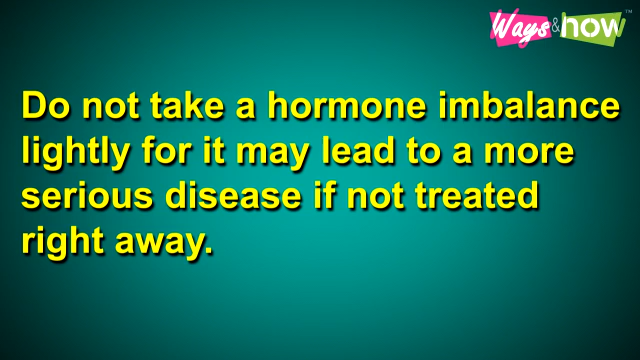 Ways&how™
Do not take a hormone imbalance
lightly for it may lead to a more
serious disease if not treated
right away.